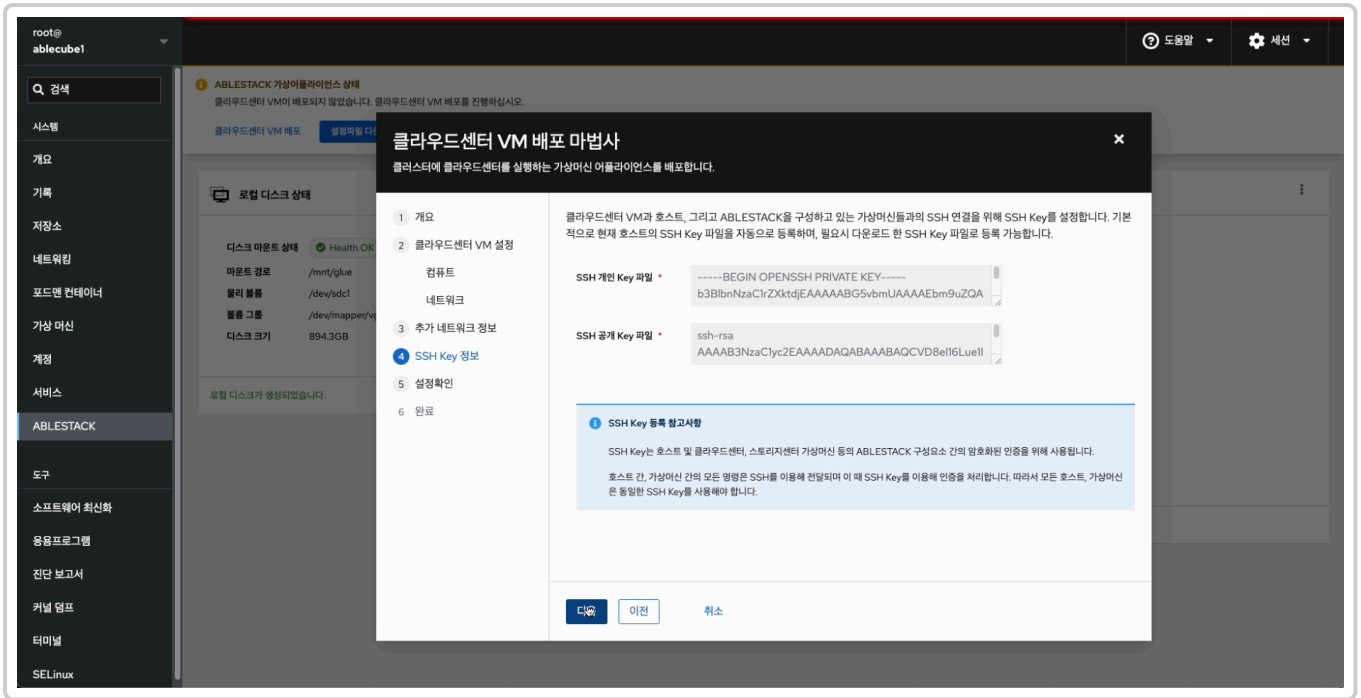 root@
ablecube1
도움말
세션
검색
시스템
개요
기록
저장소
네트워킹
포드맨 컨테이너
가상 머신
계정
서비스
ABLESTACK
도구
소프트웨어 최신화
응용프로그램
진단 보고서
커널 덤프
터미널
SELinux
ABLESTACK 가상어플라이언스 상태
클라우드센터 VM이 배포되지 않았습니다. 클라우드센터 VM 배포를 진행하십시오.
클라우드센터 VM 배포
설정파일 다운
로컬 디스크 상태
디스크 마운트 상태 Health OK
마운트 경로 /mnt/glue
물리 볼륨 /dev/sdc1
볼륨 그룹 /dev/mapper/vg
디스크 크기 894.3GB
로컬 디스크가 생성되었습니다.
클라우드센터 VM 배포 마법사
클러스터에 클라우드센터를 실행하는 가상머신 어플라이언스를 배포합니다.
1 개요
2 클라우드센터 VM 설정
컴퓨트
네트워크
3 추가 네트워크 정보
4 SSH Key 정보
5 설정확인
6 완료
클라우드센터 VM과 호스트, 그리고 ABLESTACK을 구성하고 있는 가상머신들과의 SSH 연결을 위해 SSH Key를 설정합니다. 기본
적으로 현재 호스트의 SSH Key 파일을 자동으로 등록하며, 필요시 다운로드 한 SSH Key 파일로 등록 가능합니다.
SSH 개인 Key 파일 *
-----BEGIN OPENSSH PRIVATE KEY-----
b3BlbnNzaC1rZXktdjEAAAAABG5vbmUAAAAEbm9uZQA
SSH 공개 Key 파일 *
ssh-rsa
AAAAB3NzaC1yc2EAAAADAQABAAABAQCVD8eI16Lue1I
SSH Key 등록 참고사항
SSH Key는 호스트 및 클라우드센터, 스토리지센터 가상머신 등의 ABLESTACK 구성요소 간의 암호화된 인증을 위해 사용됩니다.
호스트 간, 가상머신 간의 모든 명령은 SSH를 이용해 전달되며 이 때 SSH Key를 이용해 인증을 처리합니다. 따라서 모든 호스트, 가상머신
은 동일한 SSH Key를 사용해야 합니다.
다음
이전
취소